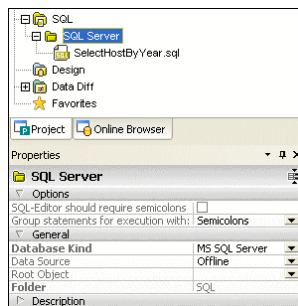 SQL
SQL Server
SelectHostByYear.sql
Design
Data Diff
Favorites
Project Online Browser
Properties
SQL Server
Options
SQL-Editor should require semicolons
Group statements for execution with: Semicolons
General
Database Kind MS SQL Server
Data Source Offline
Root Object
Folder SQL
Description